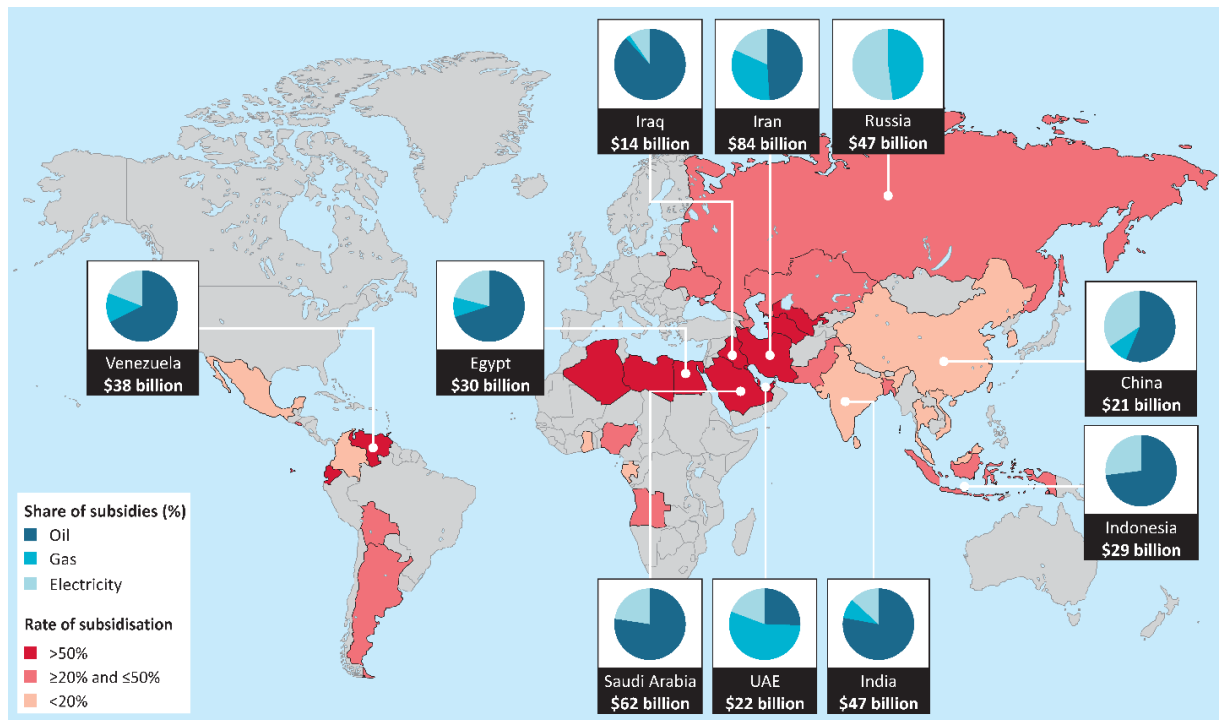 Iraq
$14 billion
Iran
$84 billion
Russia
$47 billion
Venezuela
$38 billion
Egypt
$30 billion
China
$21 billion
Indonesia
$29 billion
Share of subsidies (%)
Oil
Gas
Electricity
Rate of subsidisation
>50%
≥20% and ≤50%
<20%
Saudi Arabia
$62 billion
UAE
$22 billion
India
$47 billion